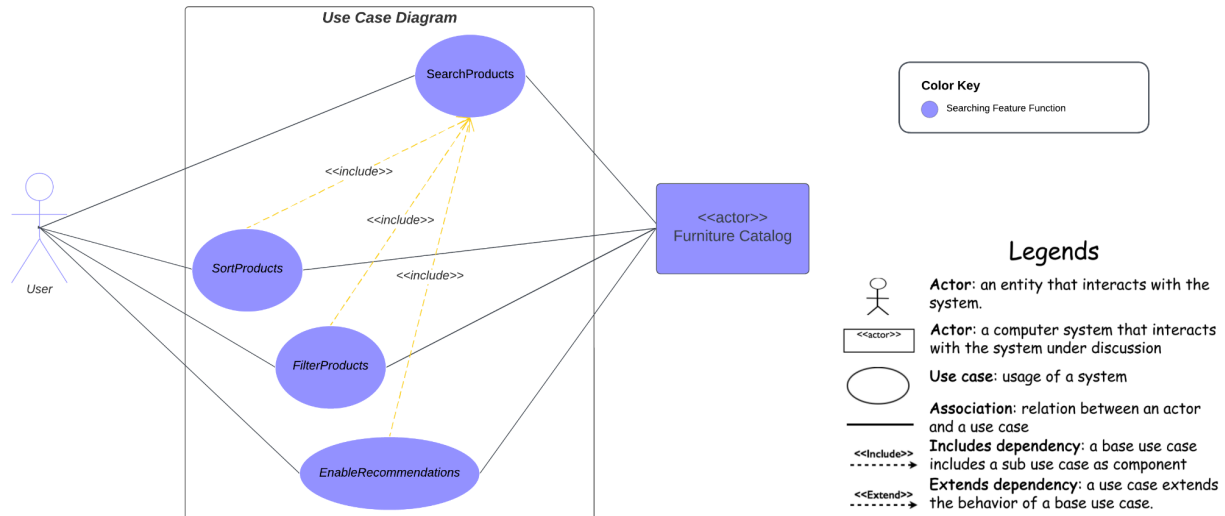 Use Case Diagram
SearchProducts
<<include>>
<<include>>
<<include>>
SortProducts
FilterProducts
EnableRecommendations
User
<<actor>>
Furniture Catalog
Color Key
Searching Feature Function
Legends
Actor: an entity that interacts with the
system.
<<actor>>
Actor: a computer system that interacts
with the system under discussion
Use case: usage of a system
Association: relation between an actor
and a use case
<<Include>>
Includes dependency: a base use case
includes a sub use case as component
<<Extend>>
Extends dependency: a use case extends
the behavior of a base use case.